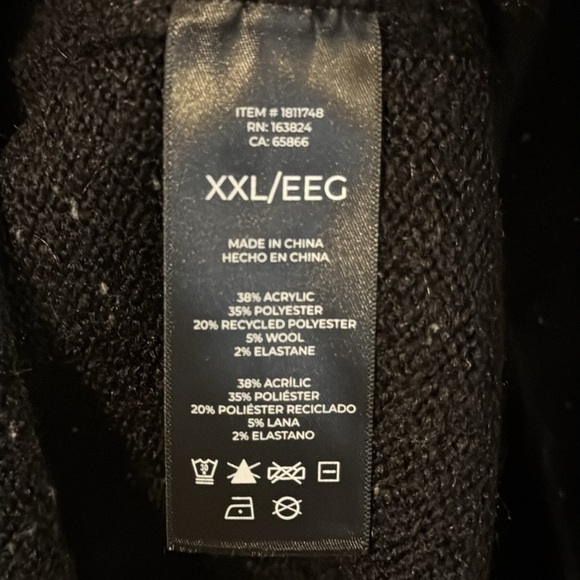 ITEM # 1811748
RN: 163824
CA: 65866
XXL/EEG
MADE IN CHINA
HECHO EN CHINA
38% ACRYLIC
35% POLYESTER
20% RECYCLED POLYESTER
5% WOOL
2% ELASTANE
38% ACRÍLIC
35% POLIÉSTER
20% POLIÉSTER RECICLADO
5% LANA
2% ELASTANO
30